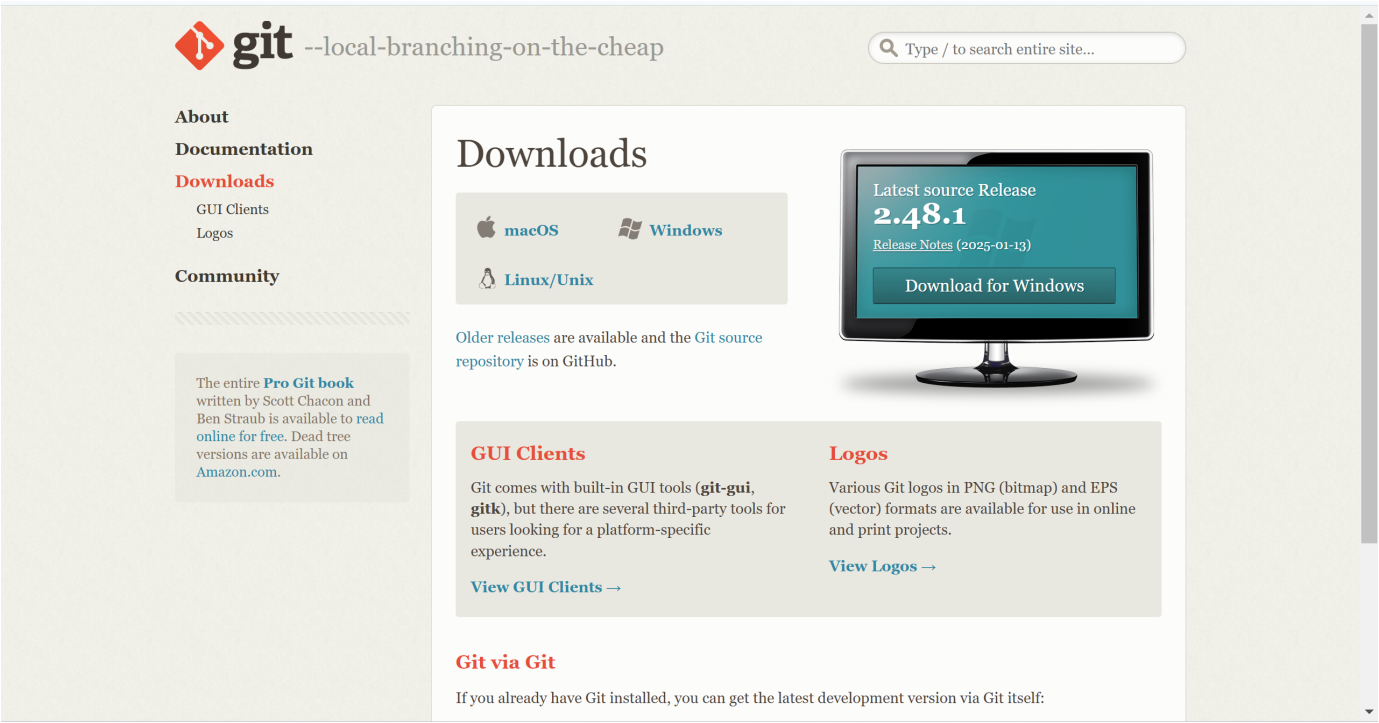 git --local-branching-on-the-cheap
Type / to search entire site...
About
Documentation
Downloads
GUI Clients
Logos
Community
The entire Pro Git book
written by Scott Chacon and
Ben Straub is available to read
online for free. Dead tree
versions are available on
Amazon.com.
Downloads
macOS
Windows
Linux/Unix
Older releases are available and the Git source
repository is on GitHub.
Latest source Release
2.48.1
Release Notes (2025-01-13)
Download for Windows
GUI Clients
Git comes with built-in GUI tools (git-gui,
gitk), but there are several third-party tools for
users looking for a platform-specific
experience.
View GUI Clients →
Logos
Various Git logos in PNG (bitmap) and EPS
(vector) formats are available for use in online
and print projects.
View Logos →
Git via Git
If you already have Git installed, you can get the latest development version via Git itself: